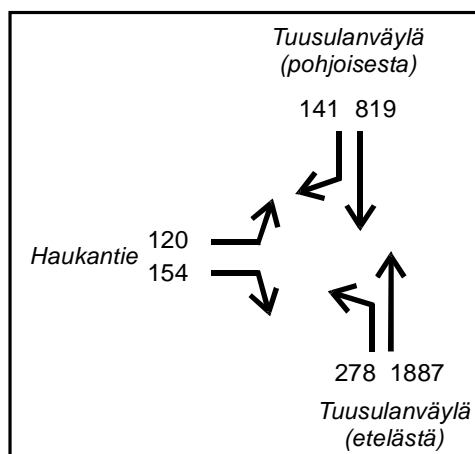 Tuusulanväylä
(pohjoisesta)
141 819
Haukantie
120
154
278 1887
Tuusulanväylä
(etelästä)